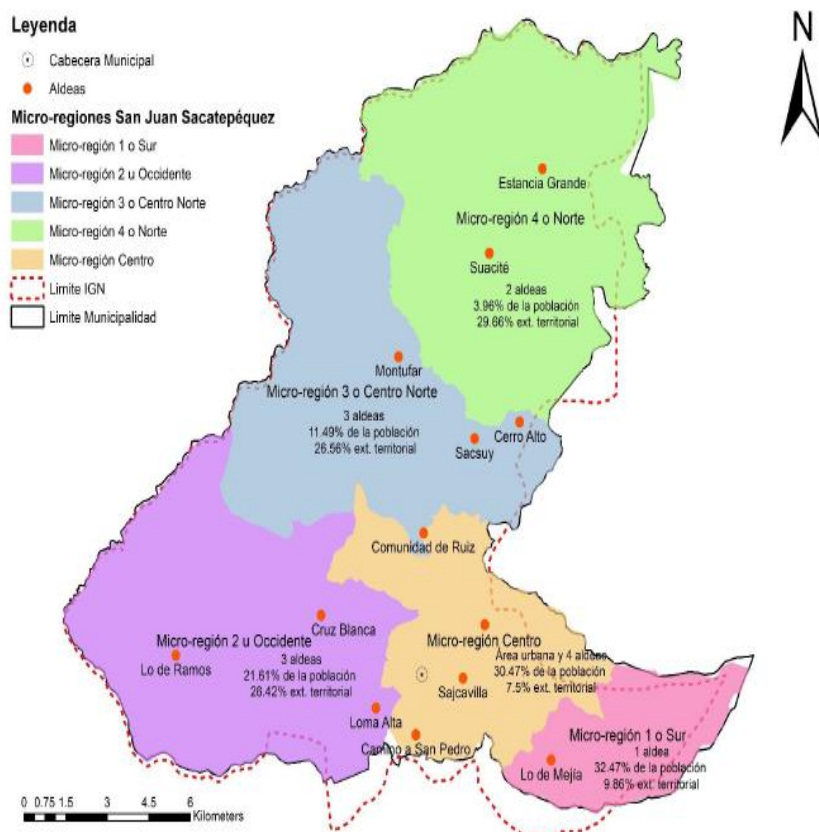 Leyenda
Cabecera Municipal
Aldeas
Micro-regiones San Juan Sacatepéquez
Micro-región 1 o Sur
Micro-región 2 u Occidente
Micro-región 3 o Centro Norte
Micro-región 4 o Norte
Micro-región Centro
Limite IGN
Limite Municipalidad
N
Estancia Grande
Micro-región 4 o Norte
Suacité
2 aldeas
3.96% de la población
29.66% ext. territorial
Montufar
Micro-región 3 o Centro Norte
3 aldeas
11.49% de la población
26.56% ext. territorial
Cerro Alto
Sacsuy
Comunidad de Ruiz
Cruz Blanca
Micro-región 2 u Occidente
Lo de Ramos
3 aldeas
21.61% de la población
26.42% ext. territorial
Loma Alta
Micro-región Centro
Área urbana y 4 aldeas
30.47% de la población
7.5% ext. territorial
Sajcavilla
Camino a San Pedro
Micro-región 1 o Sur
1 aldea
32.47% de la población
9.86% ext. territorial
Lo de Mejía
0 0.75 1.5 3 4.5 6
Kilometers